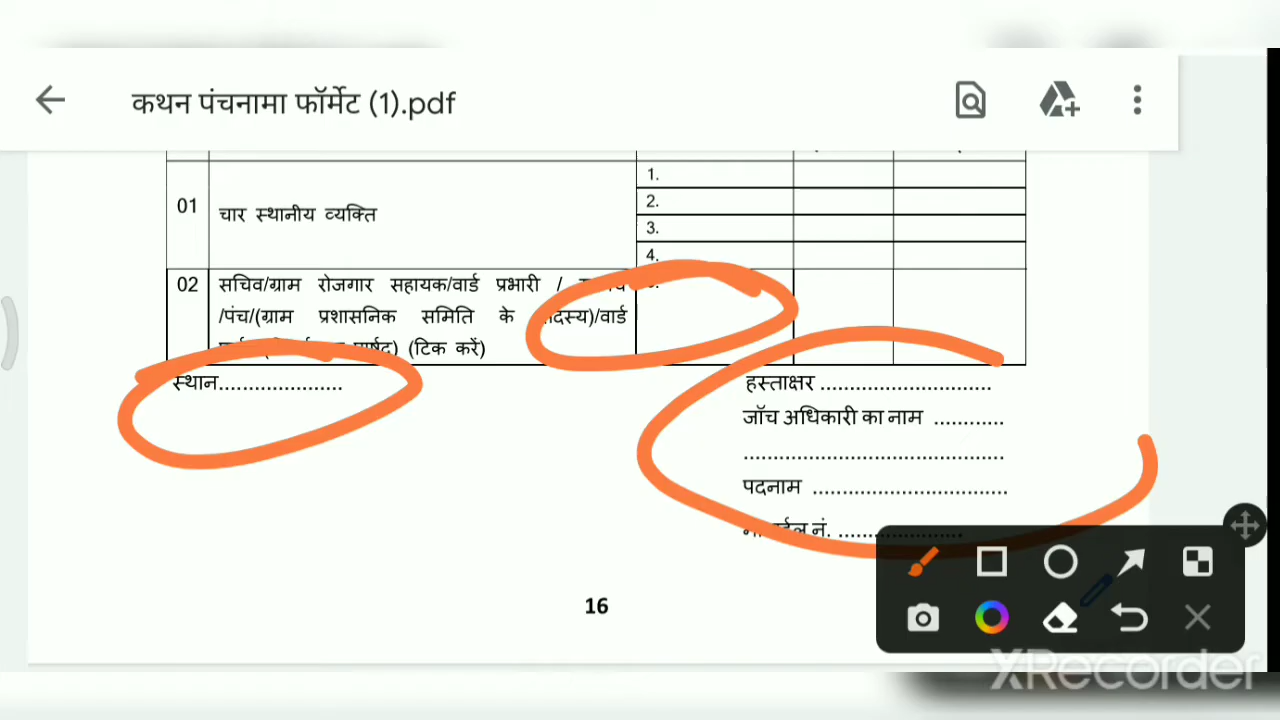 कथन पंचनामा फॉर्मेट (1).pdf
01
चार स्थानीय व्यक्ति
1.
2.
3.
4.
02
सचिव/ग्राम रोजगार सहायक/वार्ड प्रभारी /
/पंच/(ग्राम प्रशासनिक समिति के सदस्य)/वार्ड
पार्षद) (टिक करें)
स्थान.....................
हस्ताक्षर .............................
जॉच अधिकारी का नाम ............
............................................
पदनाम .................................
नं. .....................
16
XRecorder